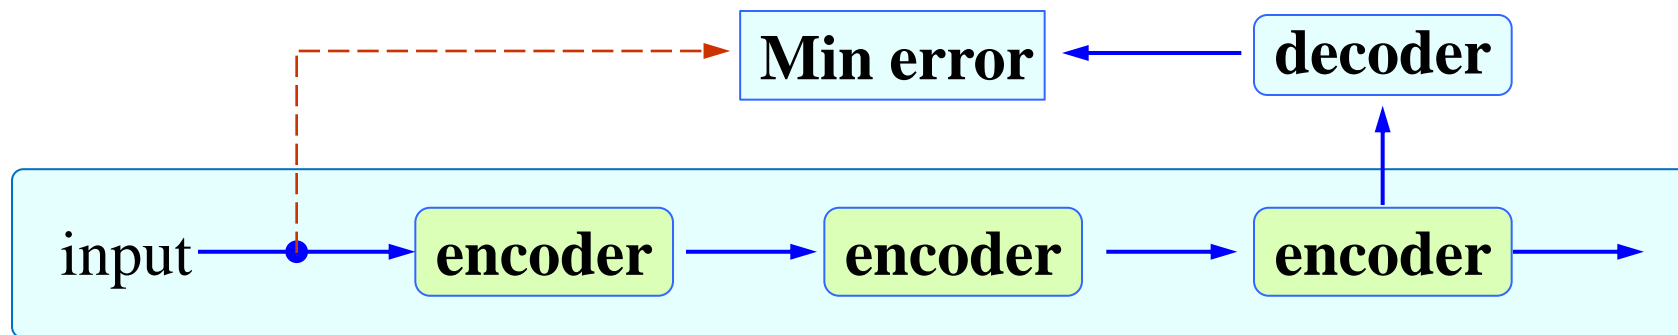 Min error
decoder
input
encoder
encoder
encoder